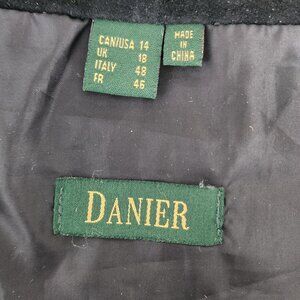 CAN/USA 14
UK 18
ITALY 48
FR 46
MADE
IN
CHINA
DANIER